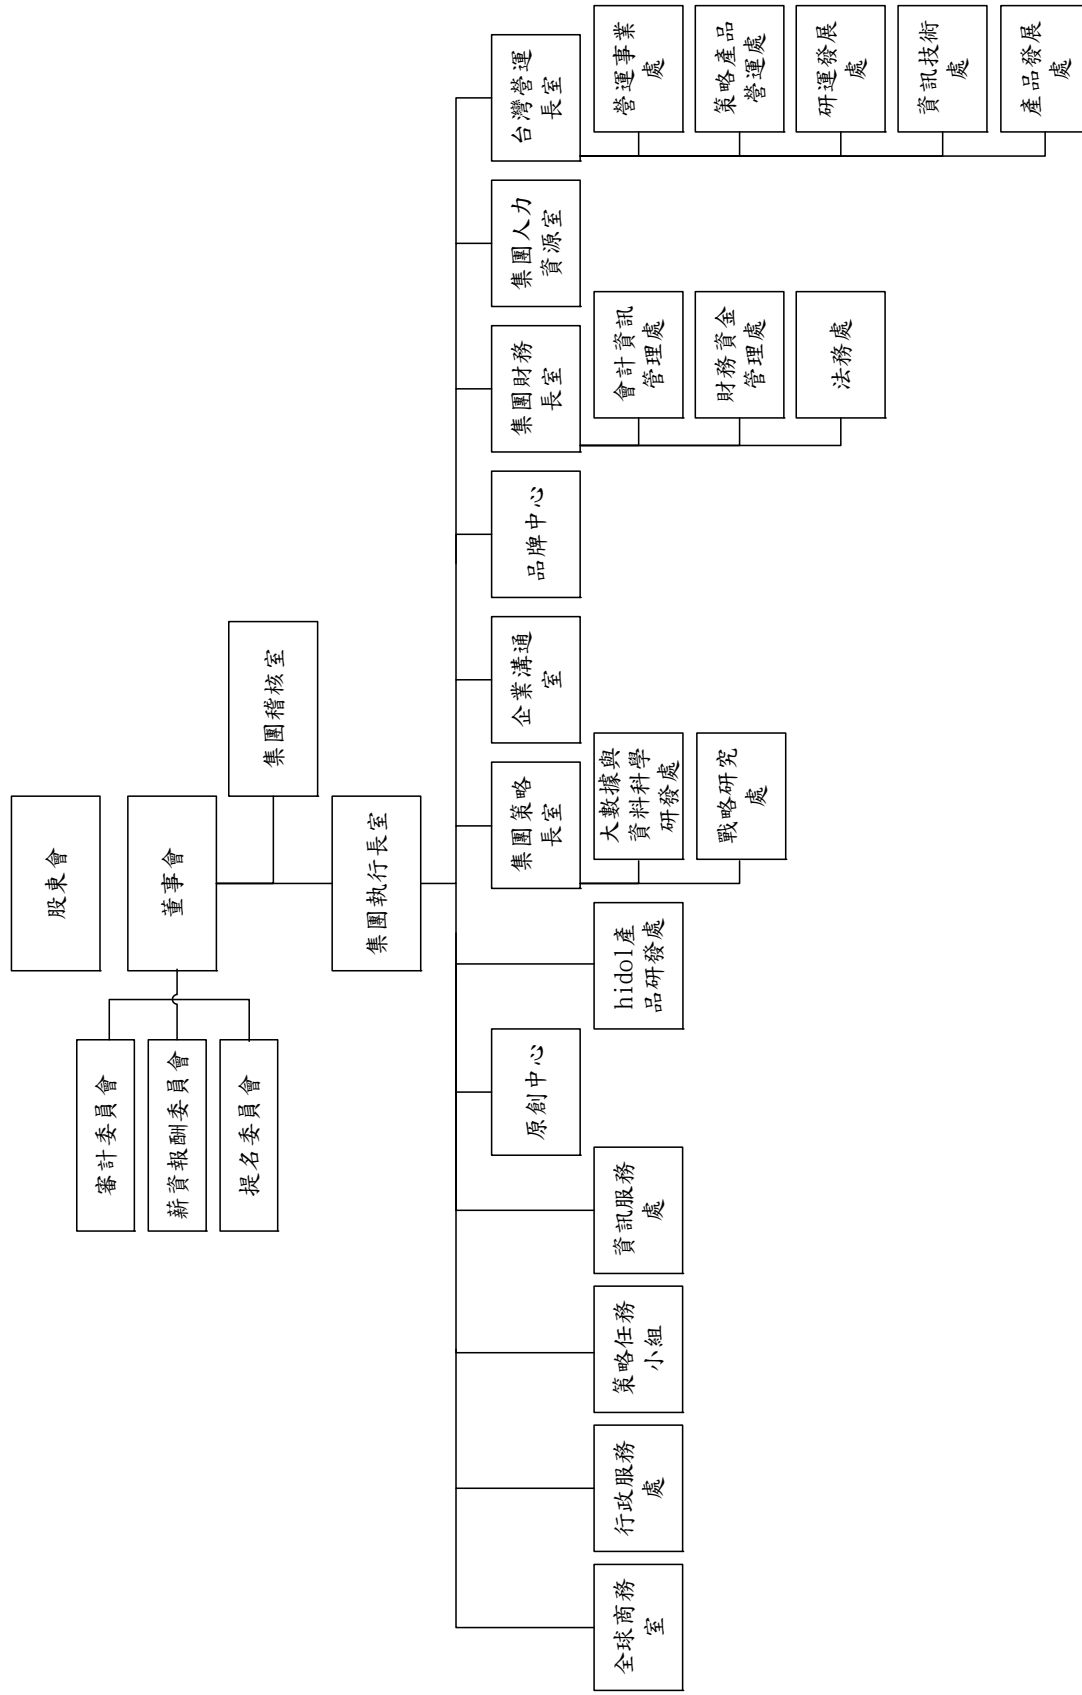 股東會
董事會
審計委員會
薪資報酬委員會
提名委員會
集團稽核室
集團執行長室
全球商務
室
行政服務
處
策略任務
小組
資訊服務
處
原創中心
hidol產
品研發處
集團策略
長室
大數據與
資料科學
研發處
戰略研究
處
企業溝通
室
品牌中心
集團財務
長室
會計資訊
管理處
財務資金
管理處
法務處
集團人力
資源室
台灣營運
長室
營運事業
處
策略產品
營運處
研運發展
處
資訊技術
處
產品發展
處